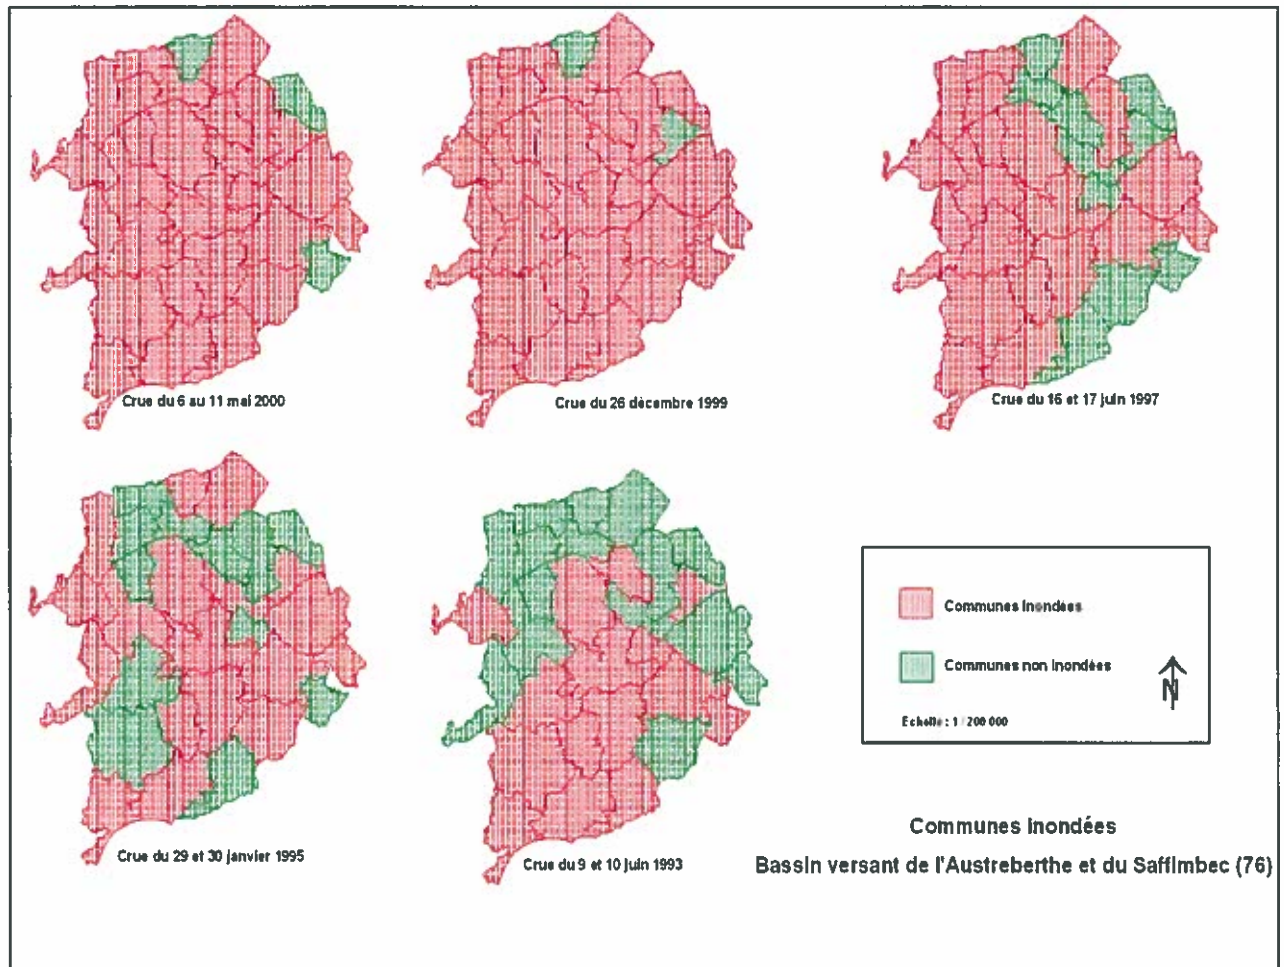 Crue du 6 au 11 mai 2000
Crue du 26 décembre 1999
Crue du 16 et 17 juin 1997
Crue du 29 et 30 janvier 1995
Crue du 9 et 10 juin 1993
Communes inondées
Communes non inondées
N
Echelle : 1 / 200 000
Communes inondées
Bassin versant de l'Austreberthe et du Saffimbec (76)